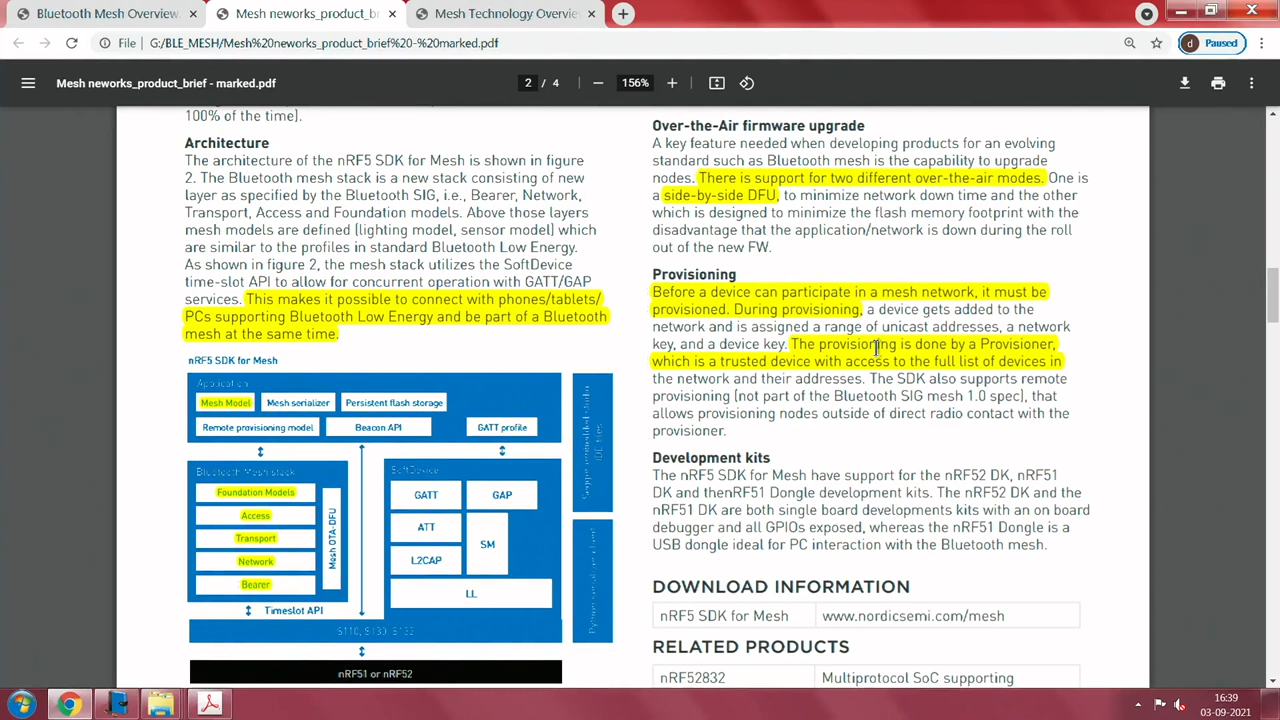 Bluetooth Mesh Overview
Mesh neworks_product_br
Mesh Technology Overvie
File
G:/BLE_MESH/Mesh%20neworks_product_brief%20-%20marked.pdf
d Paused
Mesh neworks_product_brief - marked.pdf
2 / 4
156%
100% of the time).
Architecture
The architecture of the nRF5 SDK for Mesh is shown in figure
2. The Bluetooth mesh stack is a new stack consisting of new
layer as specified by the Bluetooth SIG, i.e., Bearer, Network,
Transport, Access and Foundation models. Above those layers
mesh models are defined (lighting model, sensor model) which
are similar to the profiles in standard Bluetooth Low Energy.
As shown in figure 2, the mesh stack utilizes the SoftDevice
time-slot API to allow for concurrent operation with GATT/GAP
services. This makes it possible to connect with phones/tablets/
PCs supporting Bluetooth Low Energy and be part of a Bluetooth
mesh at the same time.
nRF5 SDK for Mesh
Application
Mesh Model
Mesh serializer
Persistent flash storage
Remote provisioning model
Beacon API
GATT profile
Bluetooth Mesh stack
Foundation Models
Access
Transport
Network
Bearer
Mesh OTA-DFU
SoftDevice
GATT
GAP
ATT
SM
L2CAP
LL
Timeslot API
S110, S130, S132
nRF51 or nRF52
Over-the-Air firmware upgrade
A key feature needed when developing products for an evolving
standard such as Bluetooth mesh is the capability to upgrade
nodes. There is support for two different over-the-air modes. One is
a side-by-side DFU, to minimize network down time and the other
which is designed to minimize the flash memory footprint with the
disadvantage that the application/network is down during the roll
out of the new FW.
Provisioning
Before a device can participate in a mesh network, it must be
provisioned. During provisioning, a device gets added to the
network and is assigned a range of unicast addresses, a network
key, and a device key. The provisioning is done by a Provisioner,
which is a trusted device with access to the full list of devices in
the network and their addresses. The SDK also supports remote
provisioning (not part of the Bluetooth SIG mesh 1.0 spec), that
allows provisioning nodes outside of direct radio contact with the
provisioner.
Development kits
The nRF5 SDK for Mesh have support for the nRF52 DK, nRF51
DK and thenRF51 Dongle development kits. The nRF52 DK and the
nRF51 DK are both single board developments kits with an on board
debugger and all GPIOs exposed, whereas the nRF51 Dongle is a
USB dongle ideal for PC interaction with the Bluetooth mesh.
DOWNLOAD INFORMATION
nRF5 SDK for Mesh
www.nordicsemi.com/mesh
RELATED PRODUCTS
nRF52832
Multiprotocol SoC supporting
16:39
03-09-2021